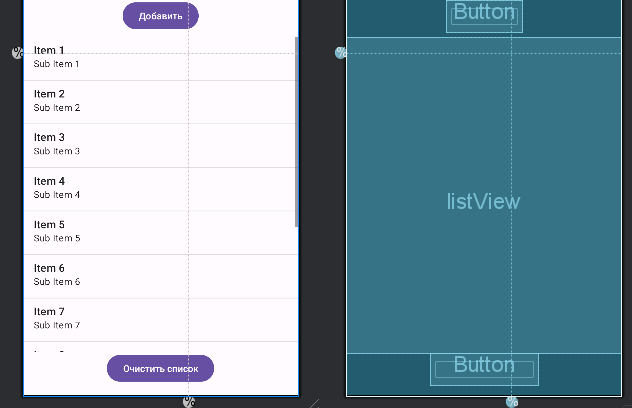 Добавить
Item 1
Sub Item 1
Item 2
Sub Item 2
Item 3
Sub Item 3
Item 4
Sub Item 4
Item 5
Sub Item 5
Item 6
Sub Item 6
Item 7
Sub Item 7
Очистить список
Button
%
%
listView
Button
%
%